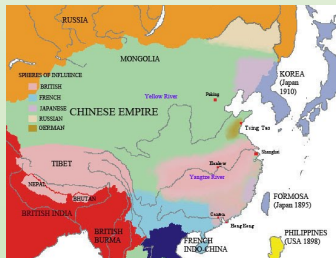 RUSSIA
MONGOLIA
SPHERES OF INFLUENCE
BRITISH
FRENCH
JAPANESE
RUSSIAN
GERMAN
Yellow River
Peking
KOREA
(Japan
1910)
CHINESE EMPIRE
Tsing Tao
Shanghai
TIBET
Hankow
Yangtze River
NEPAL
BHUTAN
BRITISH INDIA
FORMOSA
(Japan 1895)
Canton
Hong Kong
BRITISH
BURMA
FRENCH
INDO CHINA
PHILIPPINES
(USA 1898)